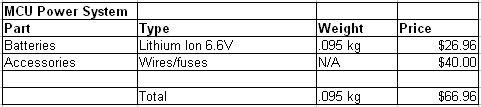 MCU Power System
Part Type Weight Price
Batteries Lithium Ion 6.6V .095 kg $26.96
Accessories Wires/fuses N/A $40.00
Total .095 kg $66.96